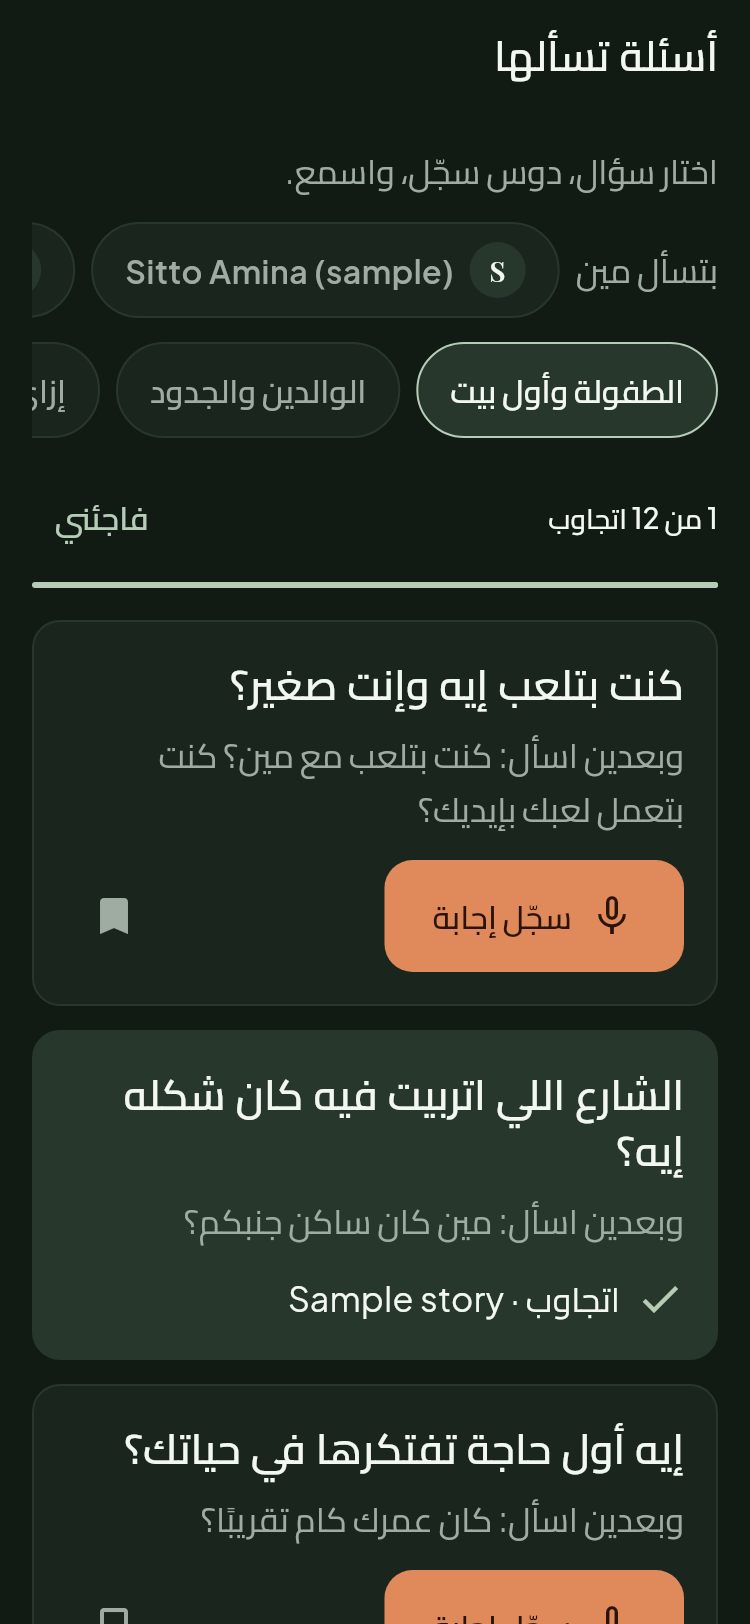 أسئلة تسألها
اختار سؤال، دوس سجّل، واسمع.
بتسأل مين S Sitto Amina (sample)
الطفولة وأول بيت الوالدين والجدود
1 من 12 اتجاوب فاجئني
كنت بتلعب إيه وإنت صغير؟
وبعدين اسأل: كنت بتلعب مع مين؟ كنت
بتعمل لعبك بإيديك؟
سجّل إجابة
الشارع اللي اتربيت فيه كان شكله
إيه؟
وبعدين اسأل: مين كان ساكن جنبكم؟
اتجاوب · Sample story
إيه أول حاجة تفتكرها في حياتك؟
وبعدين اسأل: كان عمرك كام تقريبًا؟